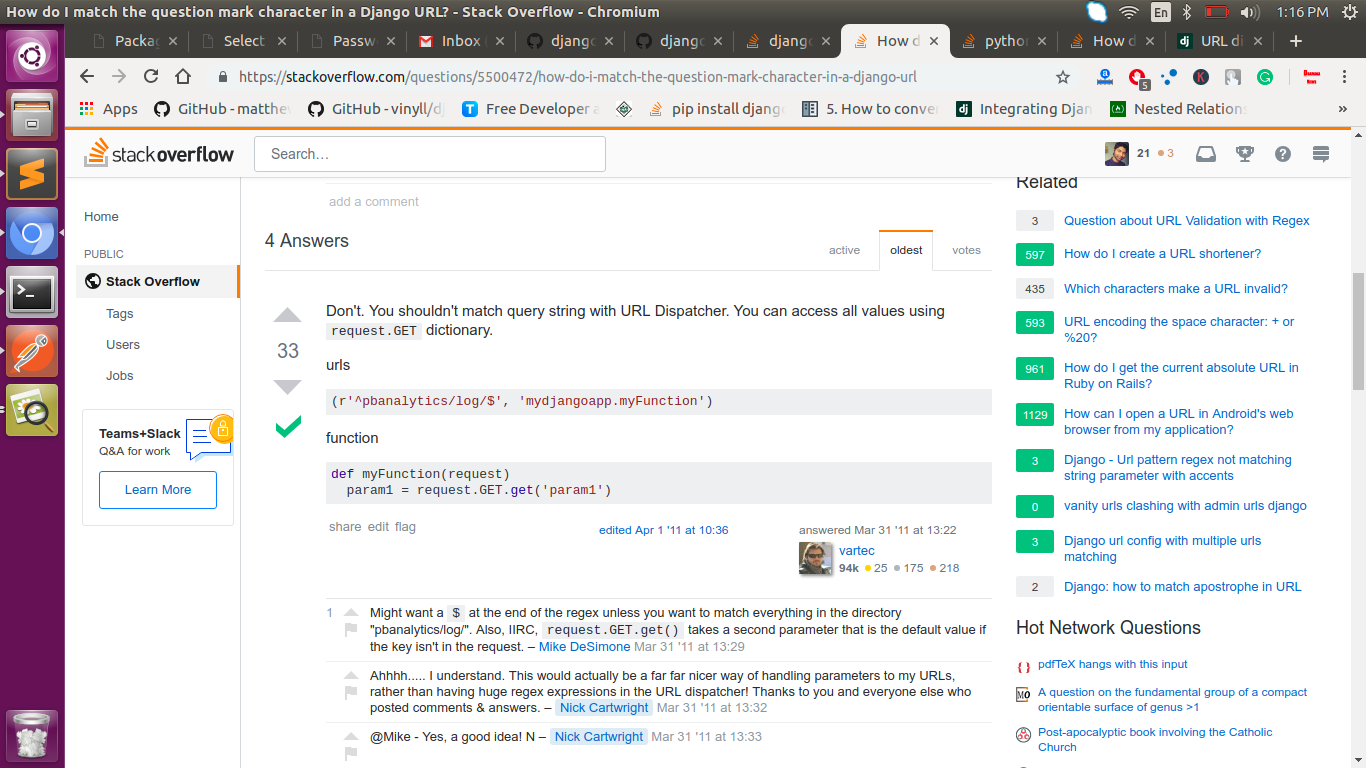 How do I match the question mark character in a Django URL? - Stack Overflow - Chromium
En
1:16 PM
Packa
Select
Passw
Inbox
djang
djang
djang
How d
pytho
How d
URL di
https://stackoverflow.com/questions/5500472/how-do-i-match-the-question-mark-character-in-a-django-url
5
Apps
GitHub - matthe
GitHub - vinyll/dj
Free Developer a
pip install djang
5. How to conve
Integrating Djan
Nested Relations
»
stackoverflow
Search…
21 3
Home
PUBLIC
Stack Overflow
Tags
Users
Jobs
Teams+Slack
Q&A for work
Learn More
add a comment
4 Answers
active
oldest
votes
33
Don't. You shouldn't match query string with URL Dispatcher. You can access all values using
request.GET dictionary.
urls
(r'^pbanalytics/log/$', 'mydjangoapp.myFunction')
function
def myFunction(request)
param1 = request.GET.get('param1')
share edit flag
edited Apr 1 '11 at 10:36
answered Mar 31 '11 at 13:22
vartec
94k 25 175 218
1
Might want a $ at the end of the regex unless you want to match everything in the directory
"pbanalytics/log/". Also, IIRC, request.GET.get() takes a second parameter that is the default value if
the key isn't in the request. – Mike DeSimone Mar 31 '11 at 13:29
Ahhhh..... I understand. This would actually be a far far nicer way of handling parameters to my URLs,
rather than having huge regex expressions in the URL dispatcher! Thanks to you and everyone else who
posted comments & answers. – Nick Cartwright Mar 31 '11 at 13:32
@Mike - Yes, a good idea! N – Nick Cartwright Mar 31 '11 at 13:33
Related
3 Question about URL Validation with Regex
597 How do I create a URL shortener?
435 Which characters make a URL invalid?
593 URL encoding the space character: + or
%20?
961 How do I get the current absolute URL in
Ruby on Rails?
1129 How can I open a URL in Android's web
browser from my application?
3 Django - Url pattern regex not matching
string parameter with accents
0 vanity urls clashing with admin urls django
3 Django url config with multiple urls
matching
2 Django: how to match apostrophe in URL
Hot Network Questions
pdfTeX hangs with this input
A question on the fundamental group of a compact
orientable surface of genus >1
Post-apocalyptic book involving the Catholic
Church